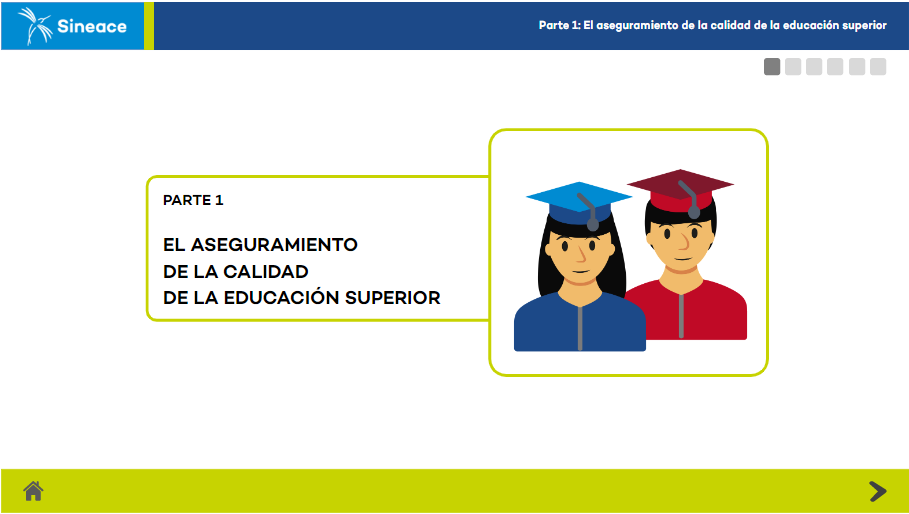 Sineace
Parte 1: El aseguramiento de la calidad de la educación superior
PARTE 1
EL ASEGURAMIENTO
DE LA CALIDAD
DE LA EDUCACIÓN SUPERIOR